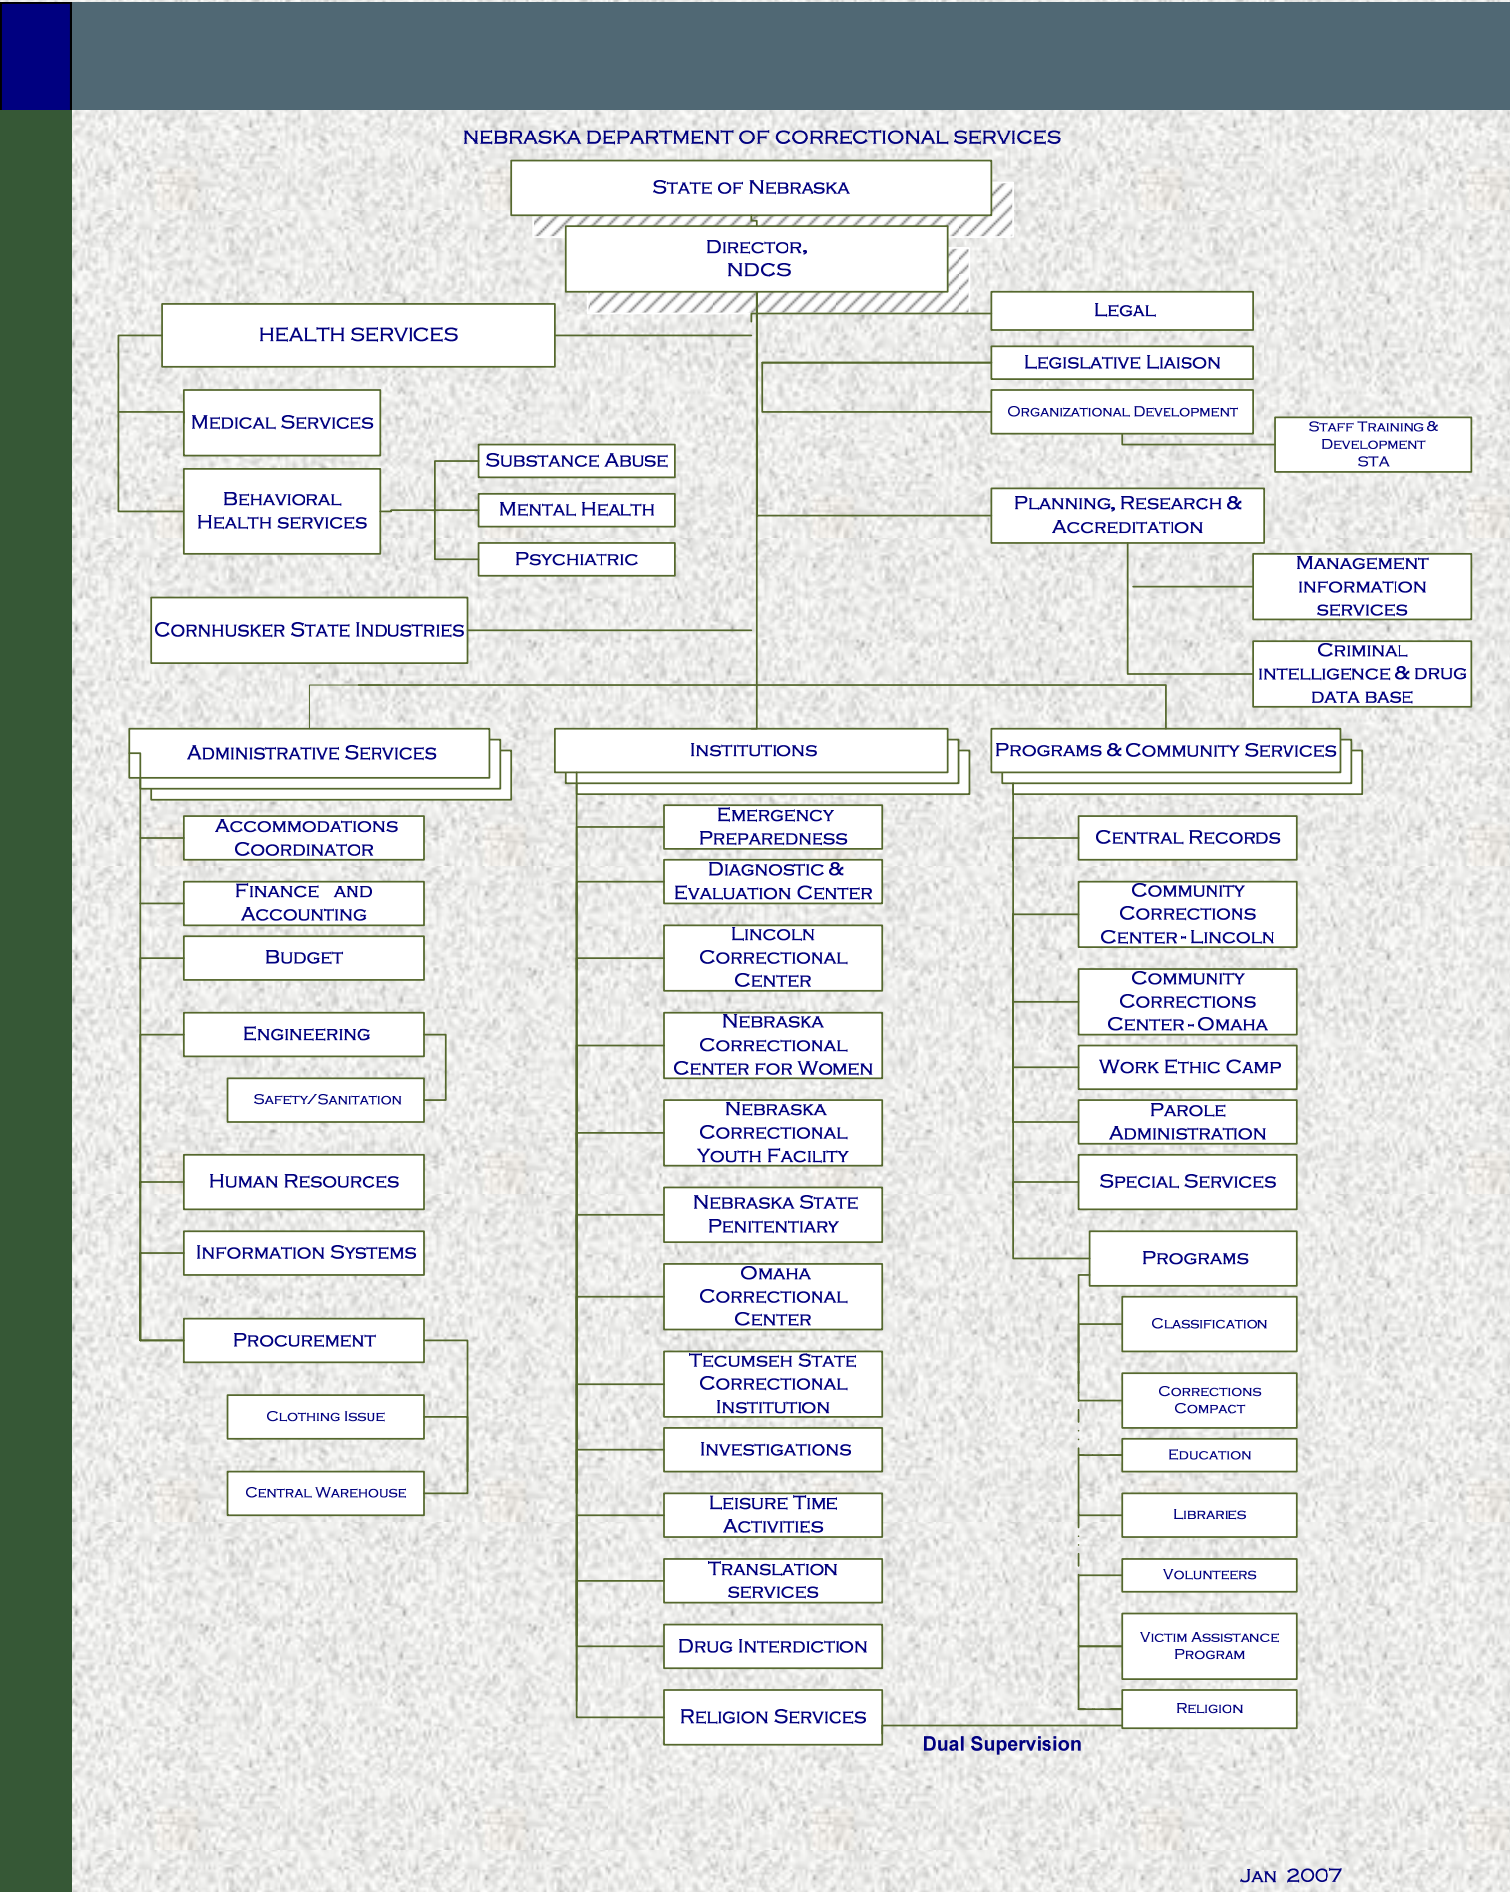 NEBRASKA DEPARTMENT OF CORRECTIONAL SERVICES
STATE OF NEBRASKA
DIRECTOR,
NDCS
HEALTH SERVICES
MEDICAL SERVICES
BEHAVIORAL
HEALTH SERVICES
SUBSTANCE ABUSE
MENTAL HEALTH
PSYCHIATRIC
CORNHUSKER STATE INDUSTRIES
LEGAL
LEGISLATIVE LIAISON
ORGANIZATIONAL DEVELOPMENT
STAFF TRAINING &
DEVELOPMENT
STA
PLANNING, RESEARCH &
ACCREDITATION
MANAGEMENT
INFORMATION
SERVICES
CRIMINAL
INTELLIGENCE & DRUG
DATA BASE
ADMINISTRATIVE SERVICES
ACCOMMODATIONS
COORDINATOR
FINANCE AND
ACCOUNTING
BUDGET
ENGINEERING
SAFETY/SANITATION
HUMAN RESOURCES
INFORMATION SYSTEMS
PROCUREMENT
CLOTHING ISSUE
CENTRAL WAREHOUSE
INSTITUTIONS
EMERGENCY
PREPAREDNESS
DIAGNOSTIC &
EVALUATION CENTER
LINCOLN
CORRECTIONAL
CENTER
NEBRASKA
CORRECTIONAL
CENTER FOR WOMEN
NEBRASKA
CORRECTIONAL
YOUTH FACILITY
NEBRASKA STATE
PENITENTIARY
OMAHA
CORRECTIONAL
CENTER
TECUMSEH STATE
CORRECTIONAL
INSTITUTION
INVESTIGATIONS
LEISURE TIME
ACTIVITIES
TRANSLATION
SERVICES
DRUG INTERDICTION
RELIGION SERVICES
PROGRAMS & COMMUNITY SERVICES
CENTRAL RECORDS
COMMUNITY
CORRECTIONS
CENTER-LINCOLN
COMMUNITY
CORRECTIONS
CENTER-OMAHA
WORK ETHIC CAMP
PAROLE
ADMINISTRATION
SPECIAL SERVICES
PROGRAMS
CLASSIFICATION
CORRECTIONS
COMPACT
EDUCATION
LIBRARIES
VOLUNTEERS
VICTIM ASSISTANCE
PROGRAM
RELIGION
Dual Supervision
JAN 2007